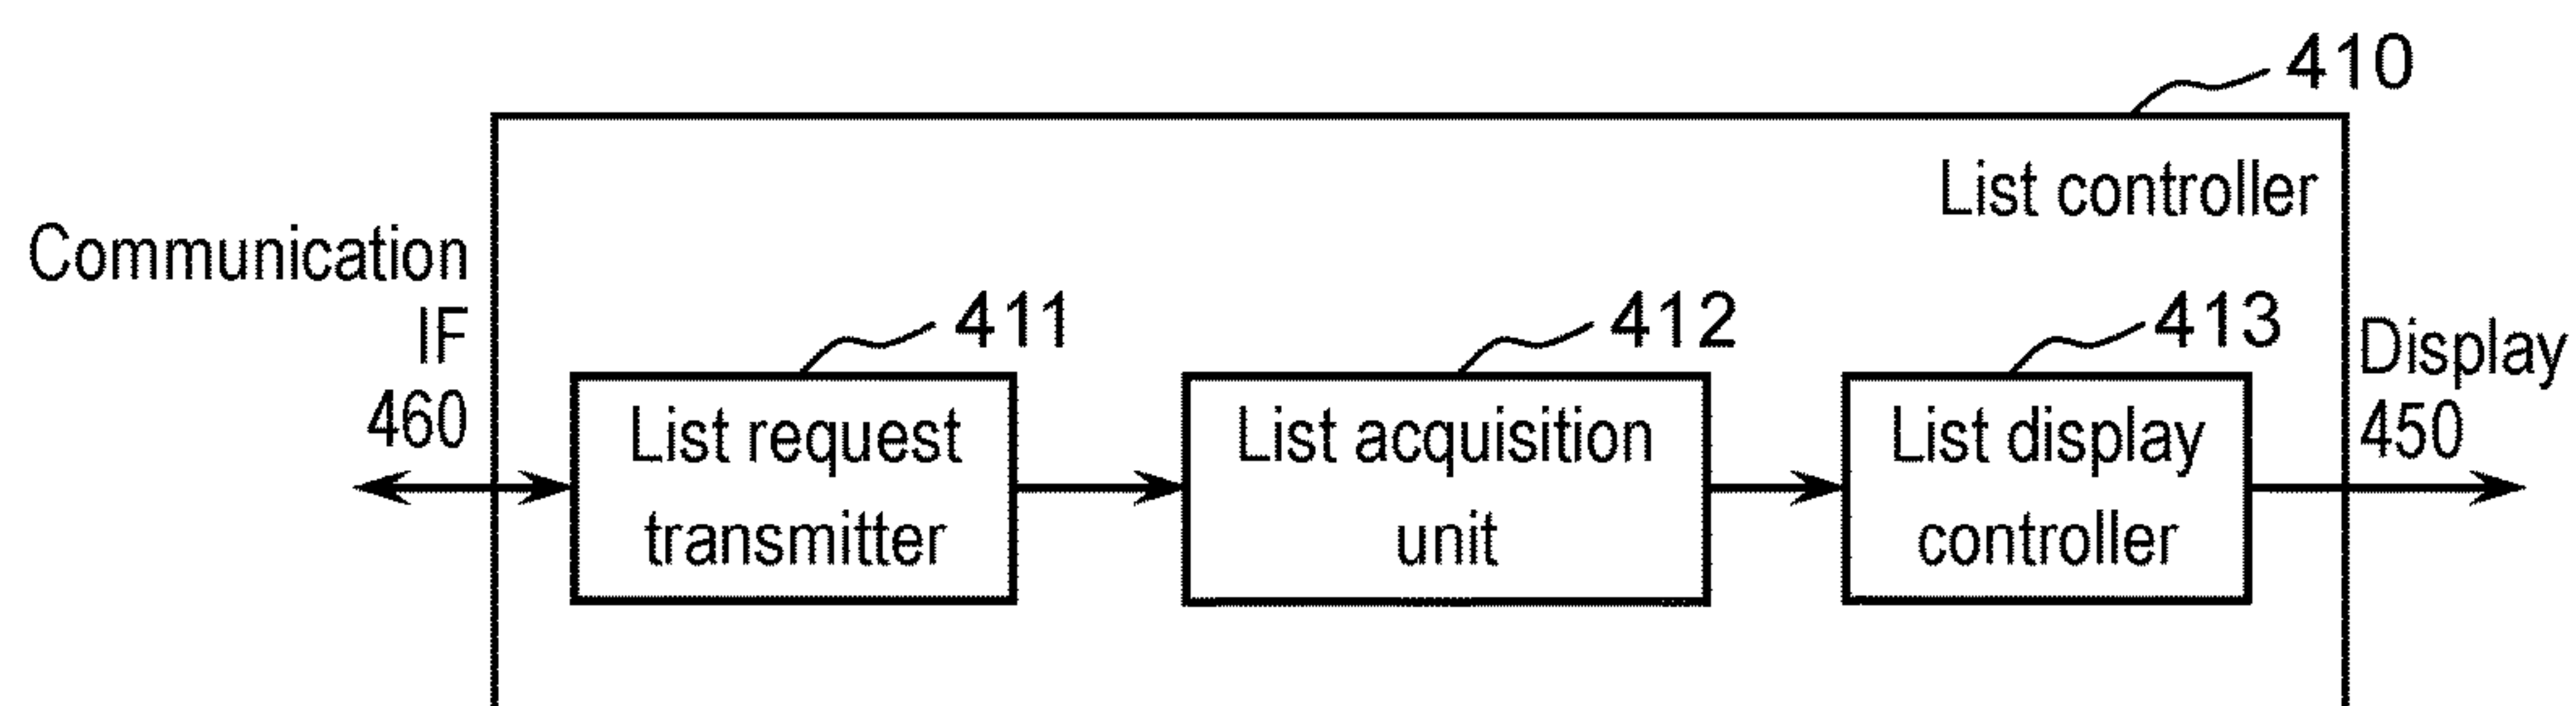 410
List controller
Communication
IF
460
411
412
413
Display
450
List request
transmitter
List acquisition
unit
List display
controller